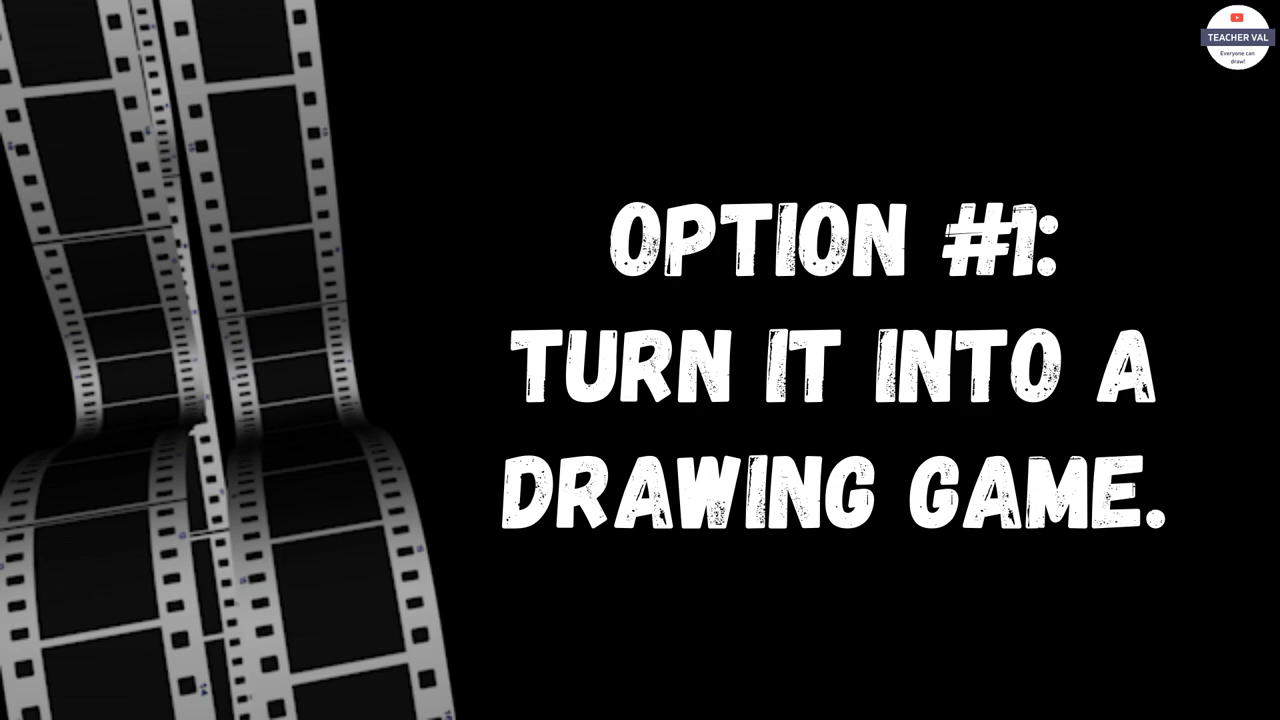 TEACHER VAL
Everyone can
draw!
OPTION #1:
TURN IT INTO A
DRAWING GAME.